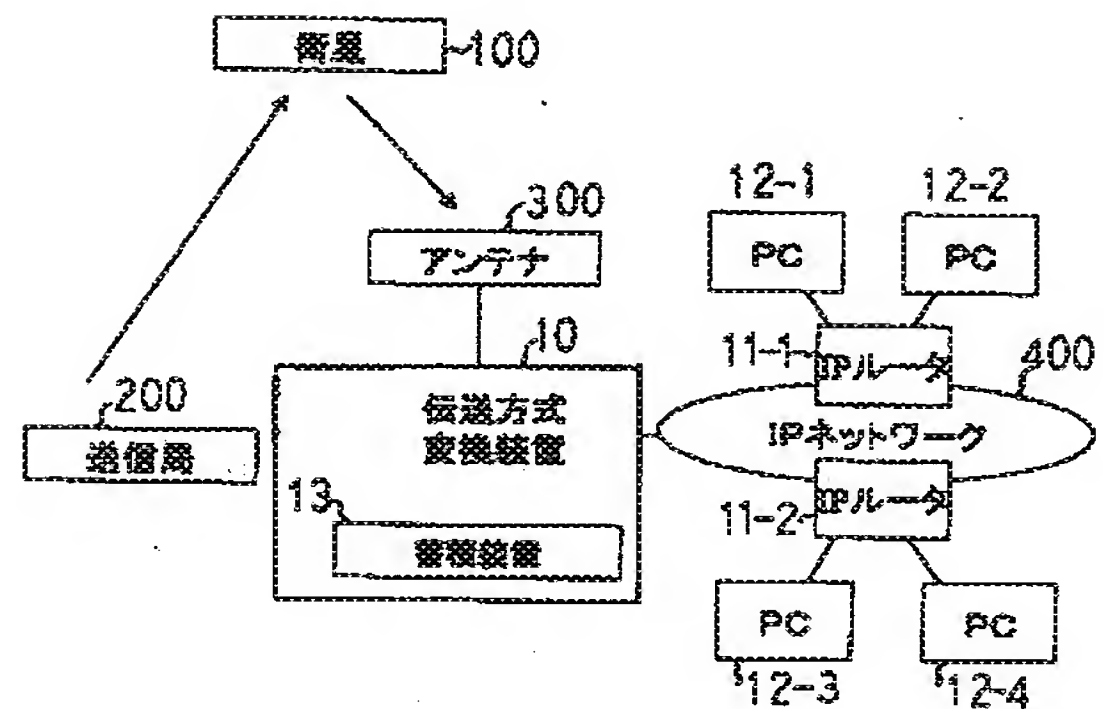 衛星
100
300
アンテナ
12-1
12-2
PC
PC
10
11-1
IPルータ
400
200
送信局
伝送方式
変換装置
IPネットワーク
13
蓄積装置
11-2
IPルータ
PC
PC
12-3
12-4